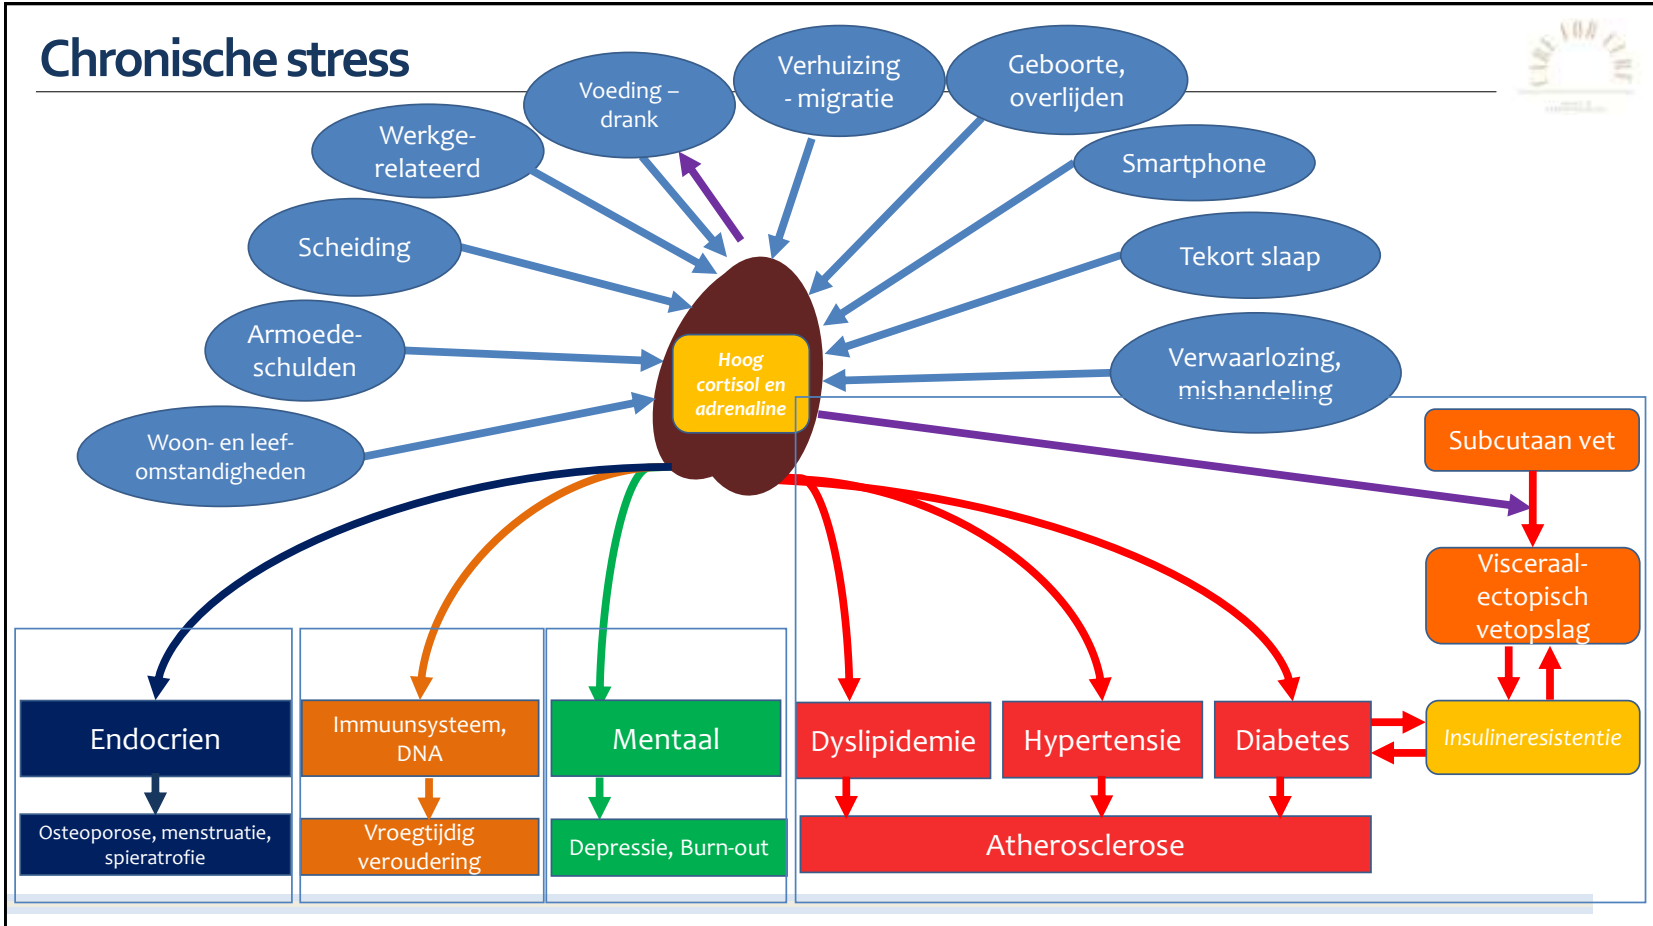 Chronische stress
CARE FOR
Voeding –
drank
Verhuizing
- migratie
Geboorte,
overlijden
Werkge-
relateerd
Smartphone
Scheiding
Tekort slaap
Armoede-
schulden
Hoog
cortisol en
adrenaline
Verwaarlozing,
mishandeling
Woon- en leef-
omstandigheden
Subcutaan vet
Visceraal-
ectopisch
vetopslag
Endocrien
Immuunsysteem,
DNA
Mentaal
Dyslipidemie
Hypertensie
Diabetes
Insulineresistentie
Osteoporose, menstruatie,
spieratrofie
Vroegtijdig
veroudering
Depressie, Burn-out
Atherosclerose